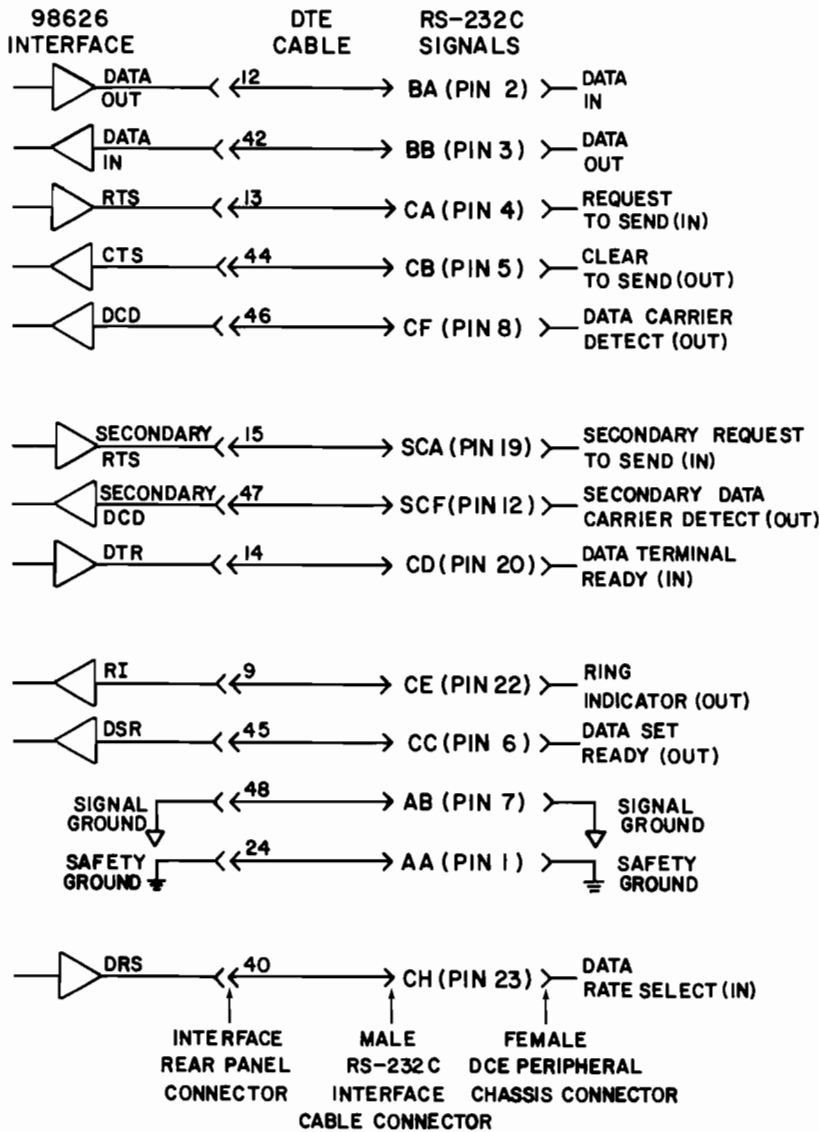 98626 DTE RS-232C
INTERFACE CABLE SIGNALS
DATA 12 BA (PIN 2) DATA
OUT IN
DATA 42 BB (PIN 3) DATA
IN OUT
RTS 13 CA (PIN 4) REQUEST
TO SEND (IN)
CTS 44 CB (PIN 5) CLEAR
TO SEND (OUT)
DCD 46 CF (PIN 8) DATA CARRIER
DETECT (OUT)
SECONDARY 15 SCA (PIN 19) SECONDARY REQUEST
RTS TO SEND (IN)
SECONDARY 47 SCF (PIN 12) SECONDARY DATA
DCD CARRIER DETECT (OUT)
DTR 14 CD (PIN 20) DATA TERMINAL
READY (IN)
RI 9 CE (PIN 22) RING
INDICATOR (OUT)
DSR 45 CC (PIN 6) DATA SET
READY (OUT)
SIGNAL 48 AB (PIN 7) SIGNAL
GROUND GROUND
SAFETY 24 AA (PIN 1) SAFETY
GROUND GROUND
DRS 40 CH (PIN 23) DATA
RATE SELECT (IN)
INTERFACE MALE FEMALE
REAR PANEL RS-232C DCE PERIPHERAL
CONNECTOR INTERFACE CHASSIS CONNECTOR
CABLE CONNECTOR